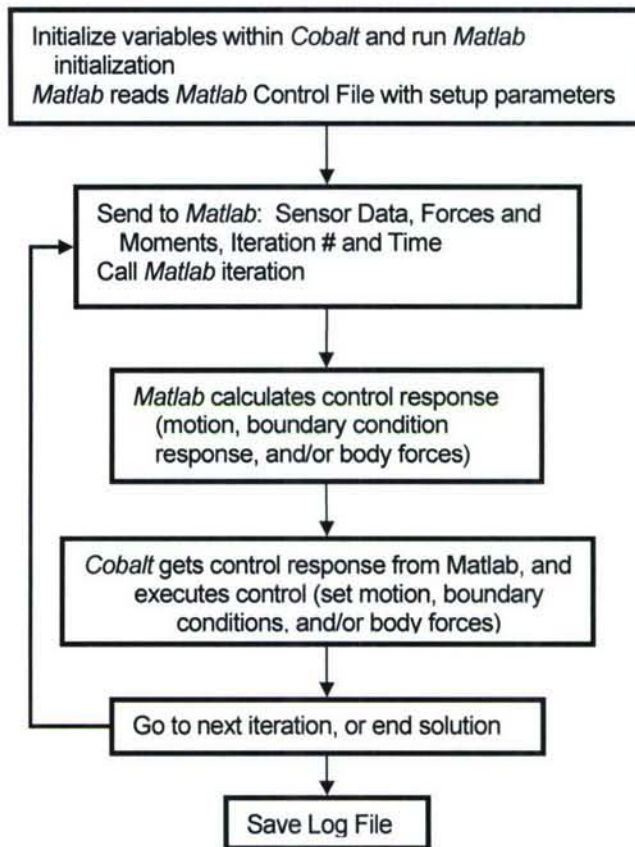 Initialize variables within Cobalt and run Matlab
initialization
Matlab reads Matlab Control File with setup parameters
Send to Matlab: Sensor Data, Forces and
Moments, Iteration # and Time
Call Matlab iteration
Matlab calculates control response
(motion, boundary condition
response, and/or body forces)
Cobalt gets control response from Matlab, and
executes control (set motion, boundary
conditions, and/or body forces)
Go to next iteration, or end solution
Save Log File